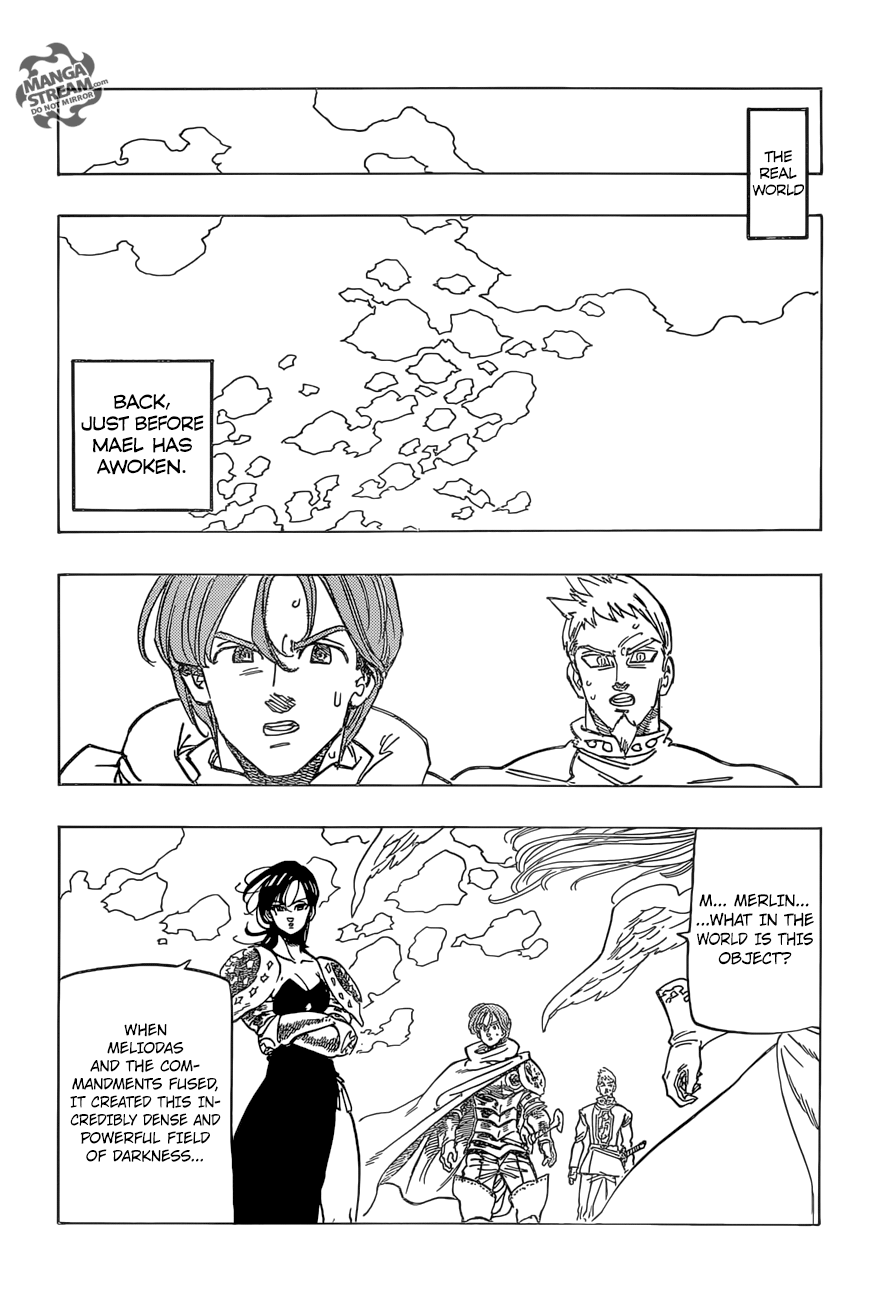 MANGA
STREAM.com
DO NOT MIRROR
THE
REAL
WORLD
BACK,
JUST BEFORE
MAEL HAS
AWOKEN.
M... MERLIN...
...WHAT IN THE
WORLD IS THIS
OBJECT?
WHEN
MELIODAS
AND THE COM-
MANDMENTS FUSED,
IT CREATED THIS IN-
CREDIBLY DENSE AND
POWERFUL FIELD
OF DARKNESS...